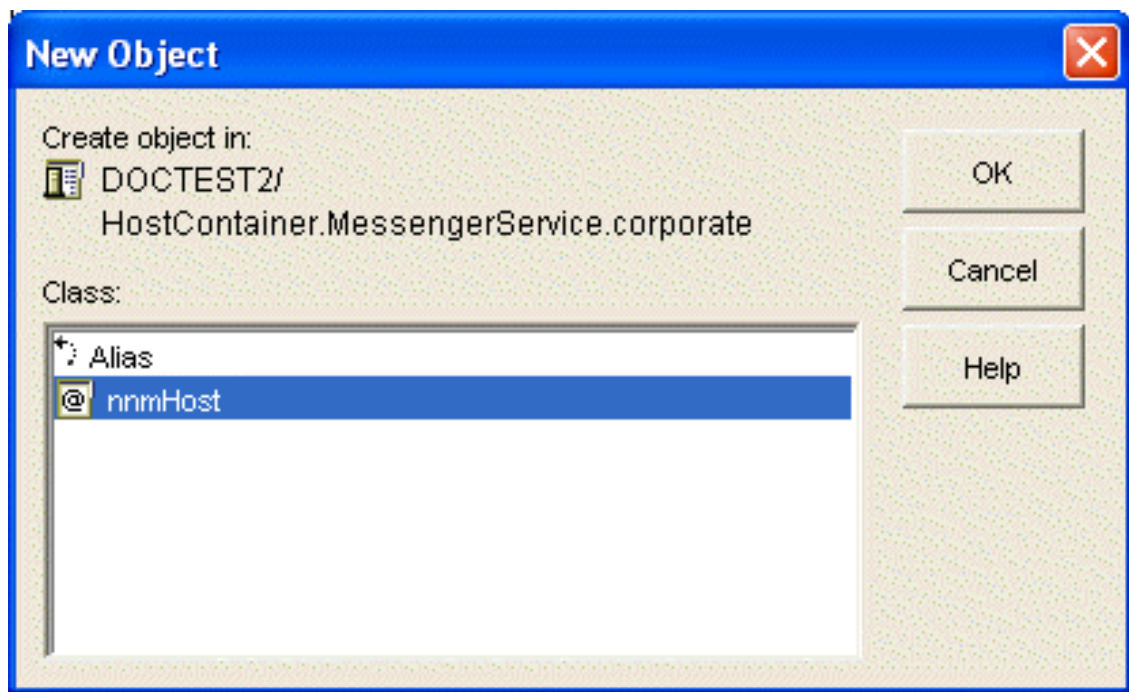 New Object
Create object in:
DOCTEST2/
HostContainer.MessengerService.corporate
Class:
Alias
@ nnmHost
OK
Cancel
Help